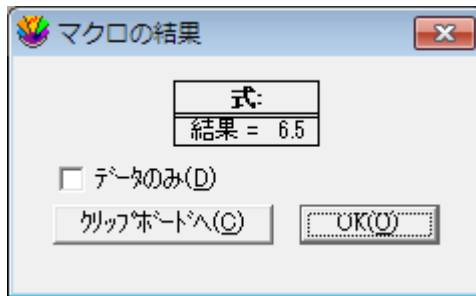 マクロの結果
式:
結果 = 6.5
データのみ(D)
クリップボードへ(C)
OK(O)